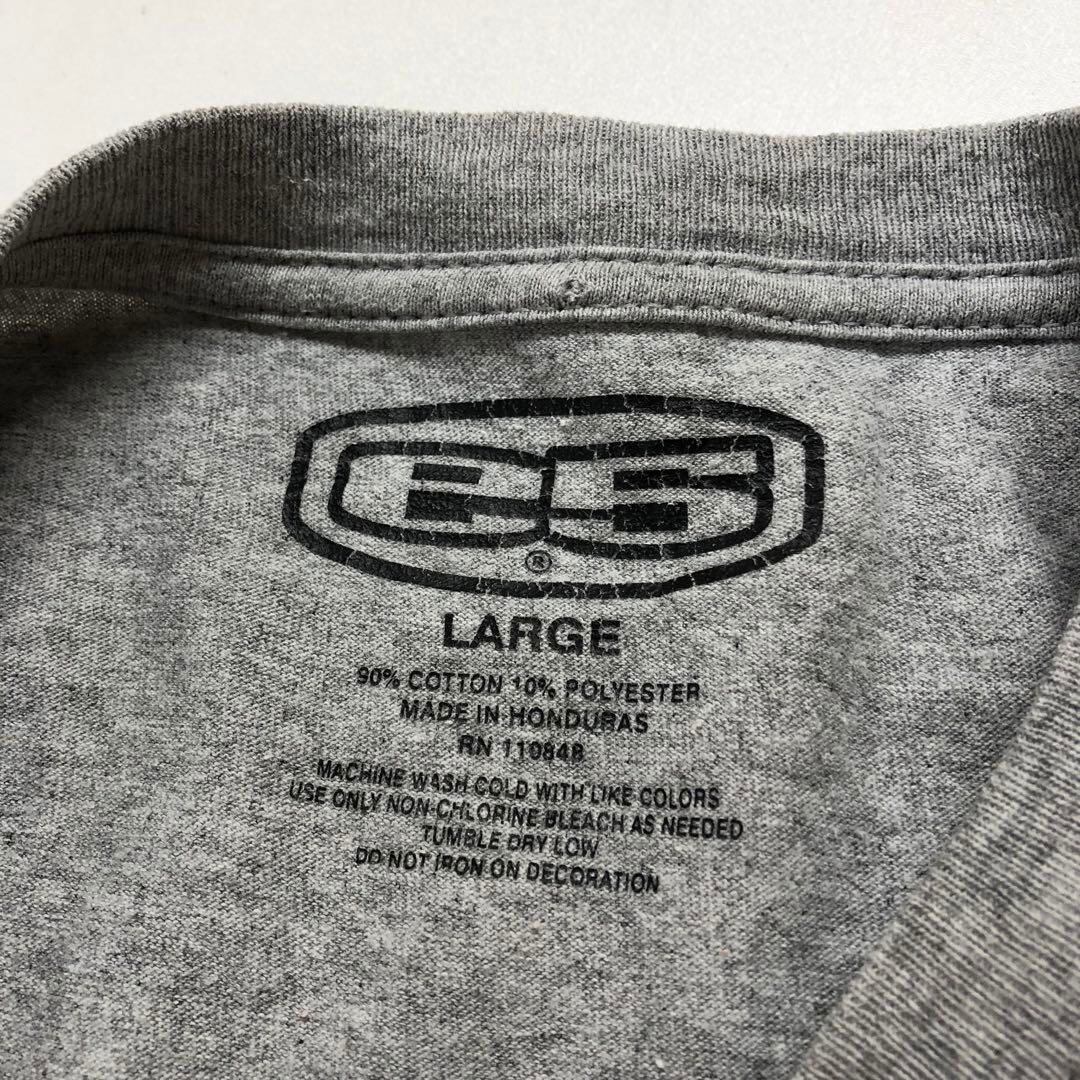 eS
®
LARGE
90% COTTON 10% POLYESTER
MADE IN HONDURAS
RN 110848
MACHINE WASH COLD WITH LIKE COLORS
USE ONLY NON-CHLORINE BLEACH AS NEEDED
TUMBLE DRY LOW
DO NOT IRON ON DECORATION